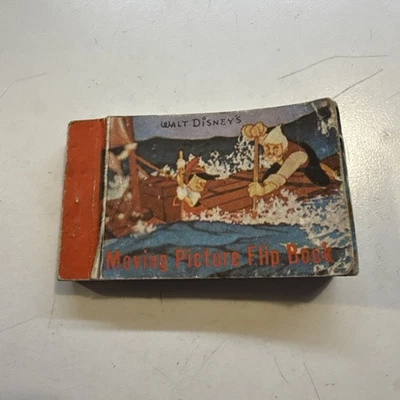 WALT DISNEY'S
Moving Picture Flip Book